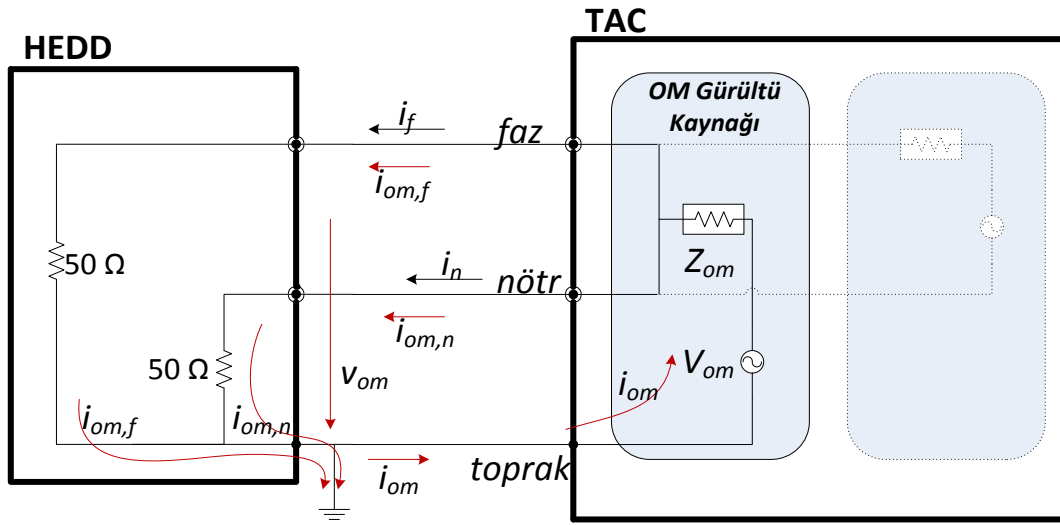 HEDD
TAC
OM Gürültü
Kaynağı
i_f
faz
i_om,f
50 Ω
Z_om
i_n
nötr
i_om,n
50 Ω
v_om
V_om
i_om
i_om,f
i_om,n
i_om
toprak